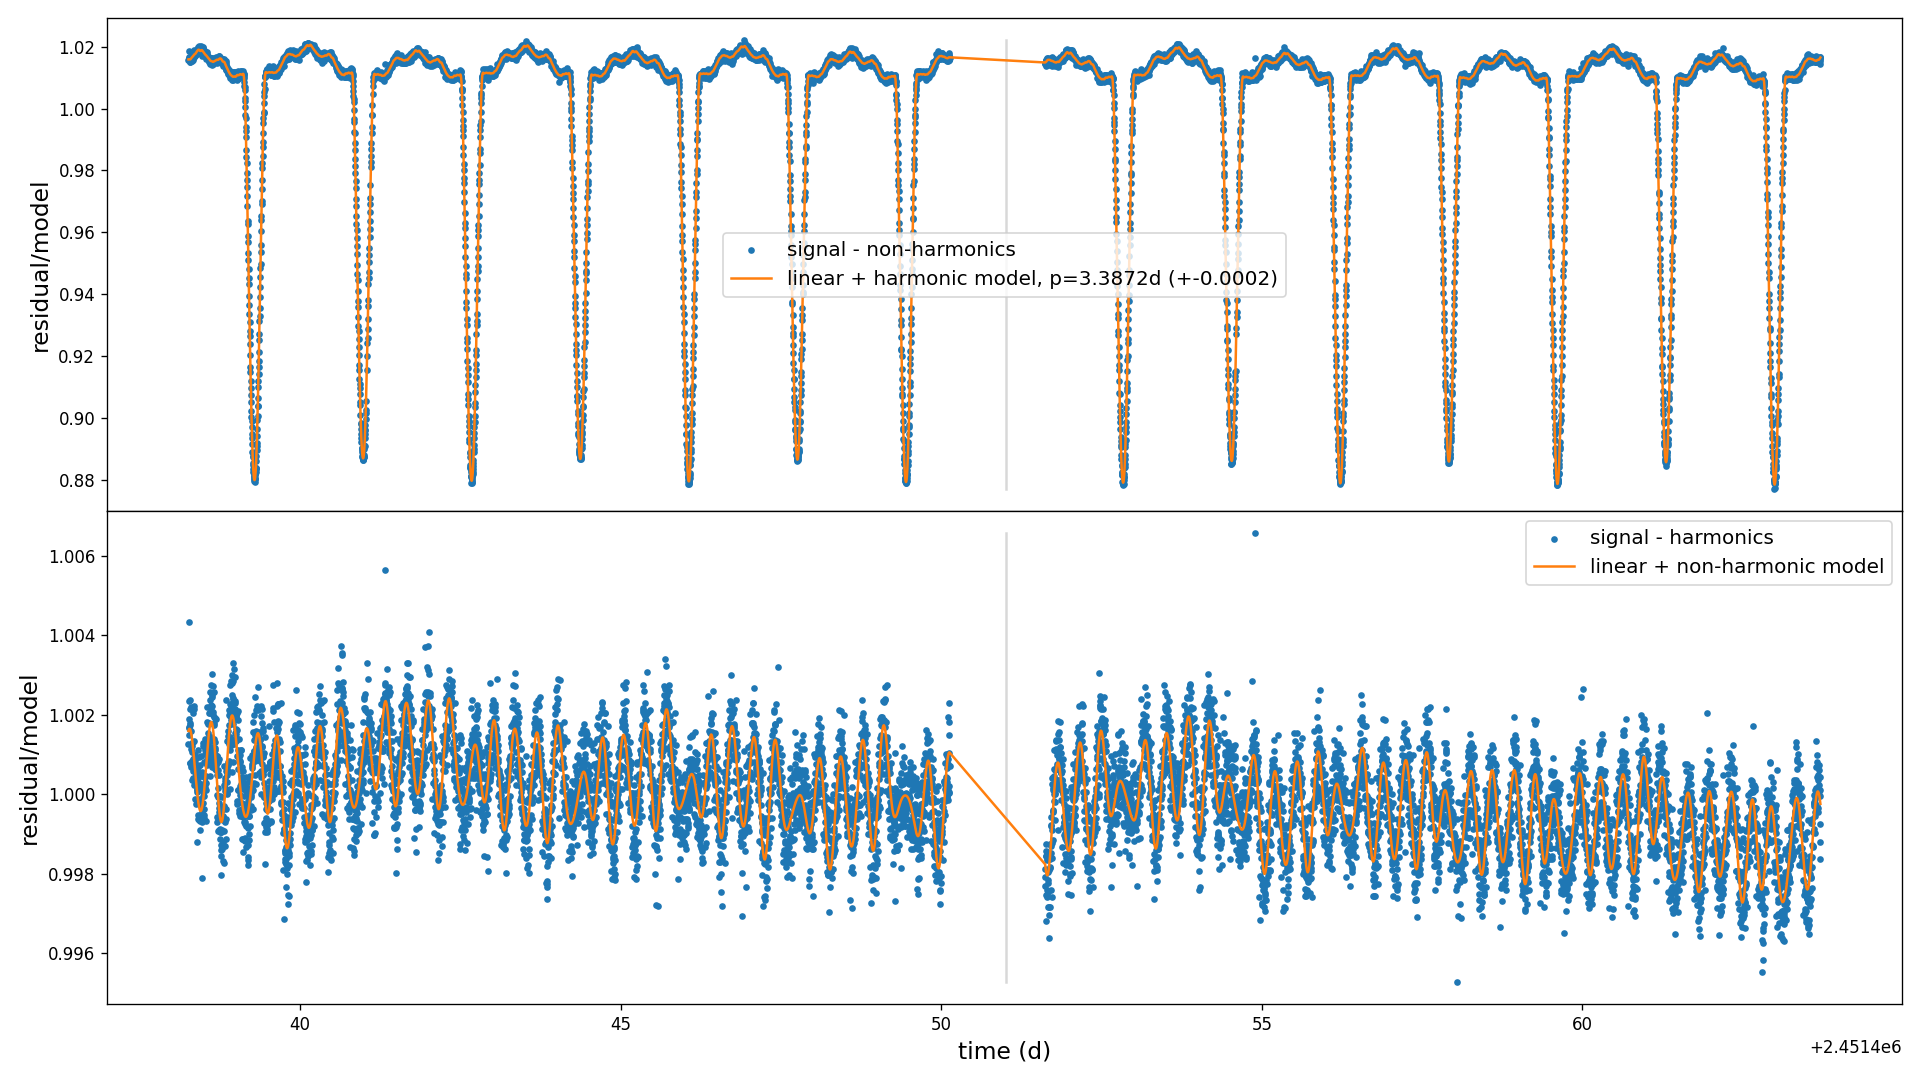 1.02
1.00
0.98
0.96
0.94
0.92
0.90
0.88
residual/model
signal - non-harmonics
linear + harmonic model, p=3.3872d (+-0.0002)
1.006
1.004
1.002
1.000
0.998
0.996
residual/model
signal - harmonics
linear + non-harmonic model
40
45
50
55
60
time (d)
+2.4514e6